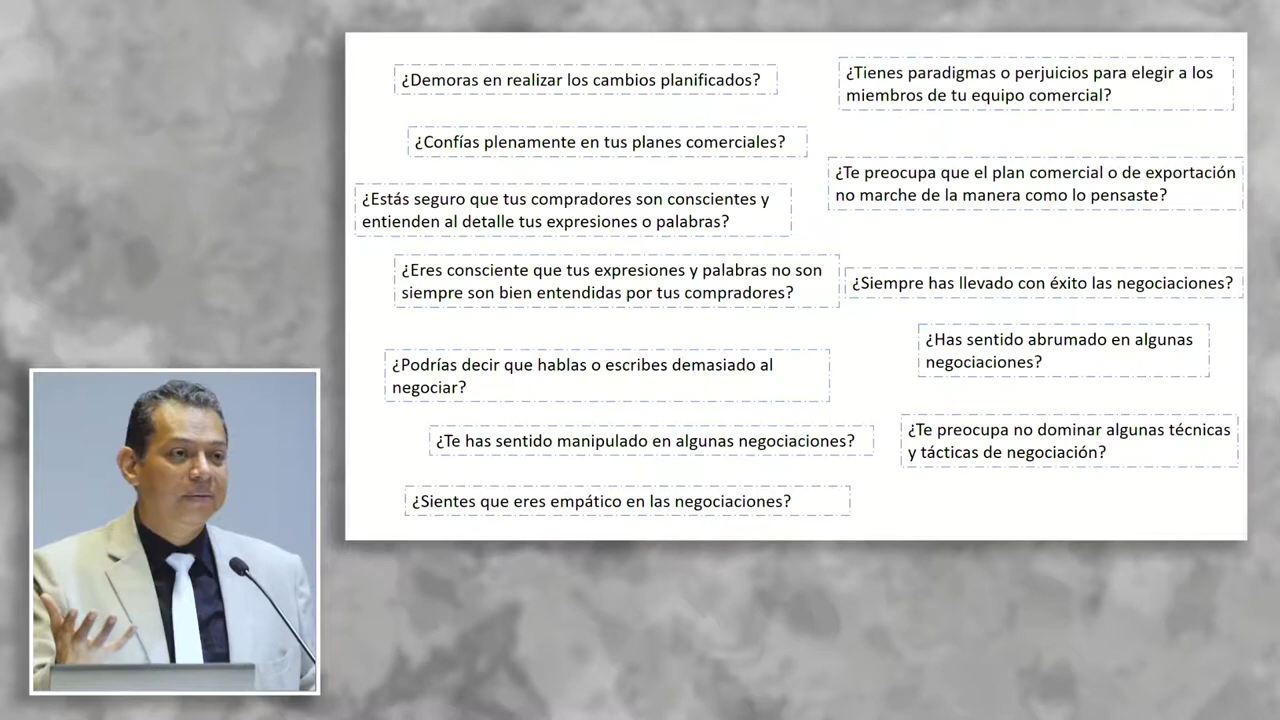 ¿Demoras en realizar los cambios planificados?
¿Confías plenamente en tus planes comerciales?
¿Estás seguro que tus compradores son conscientes y
entienden al detalle tus expresiones o palabras?
¿Eres consciente que tus expresiones y palabras no son
siempre son bien entendidas por tus compradores?
¿Podrías decir que hablas o escribes demasiado al
negociar?
¿Te has sentido manipulado en algunas negociaciones?
¿Sientes que eres empático en las negociaciones?
¿Tienes paradigmas o perjuicios para elegir a los
miembros de tu equipo comercial?
¿Te preocupa que el plan comercial o de exportación
no marche de la manera como lo pensaste?
¿Siempre has llevado con éxito las negociaciones?
¿Has sentido abrumado en algunas
negociaciones?
¿Te preocupa no dominar algunas técnicas
y tácticas de negociación?